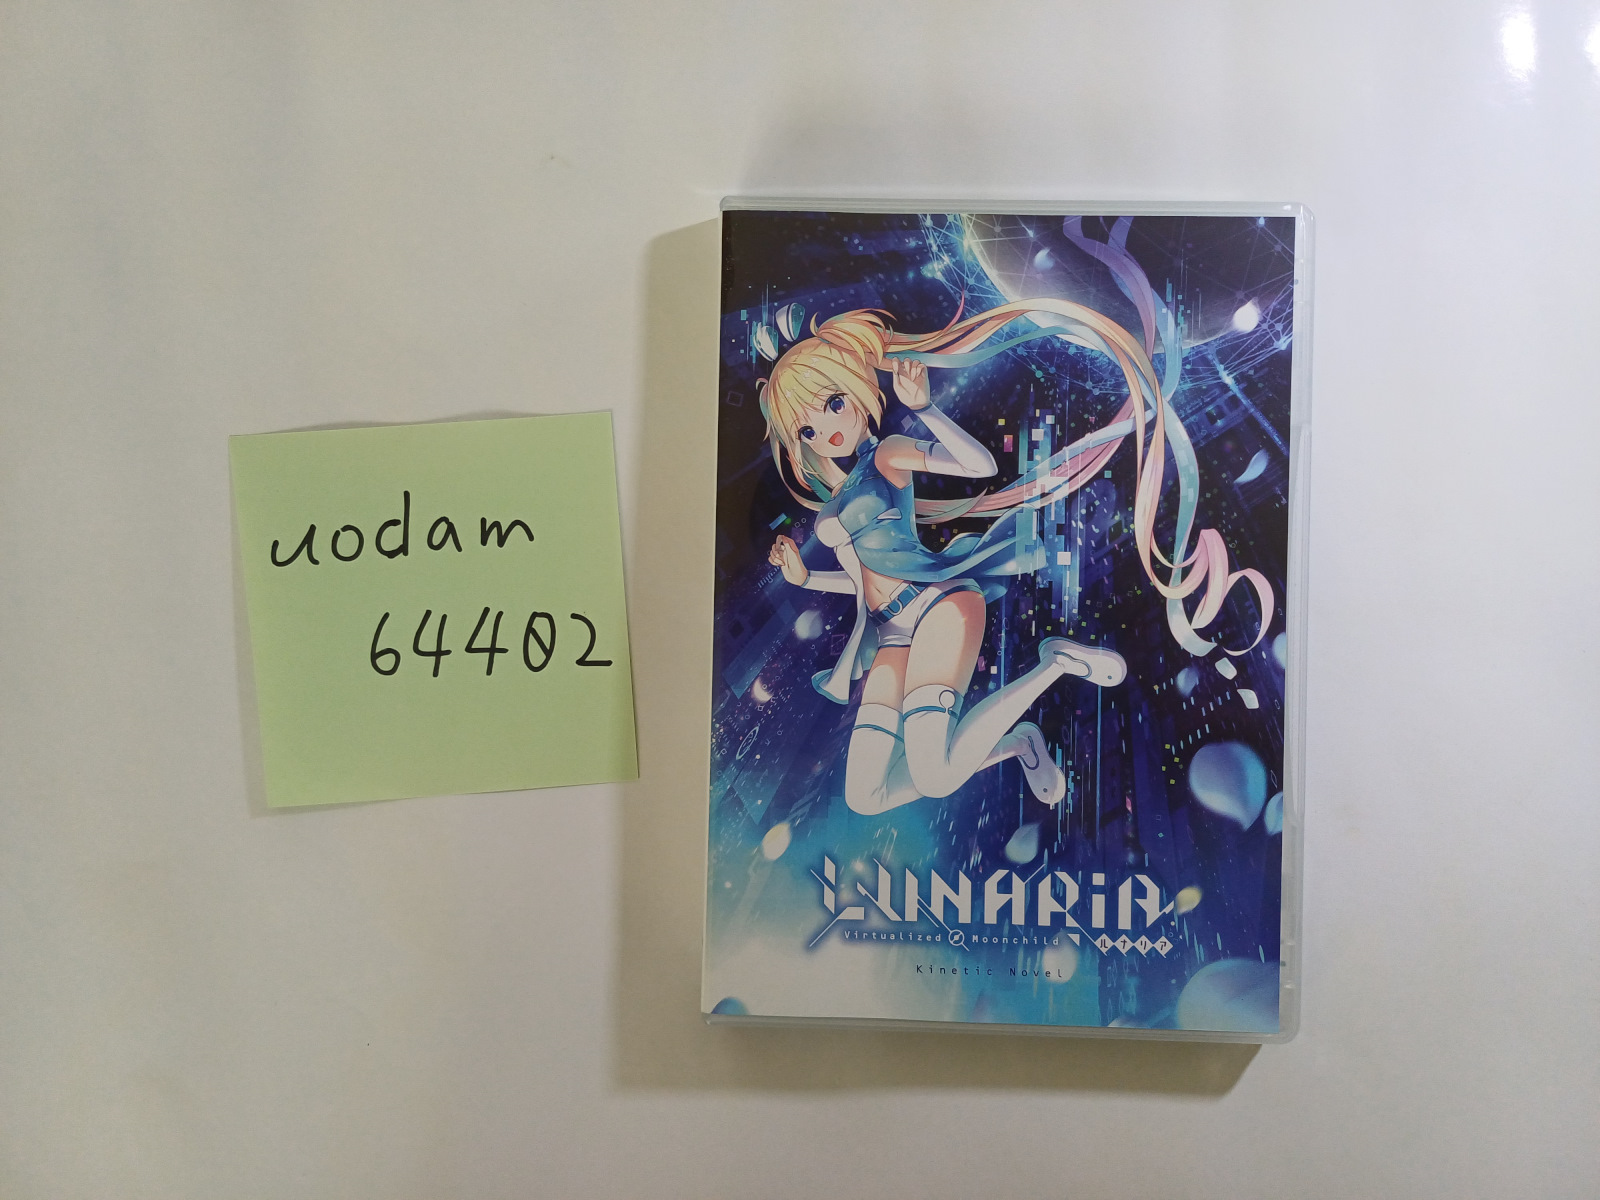 uodam
64402
LUNARiA
Virtualized Moonchild
ルナリア
Kinetic Novel